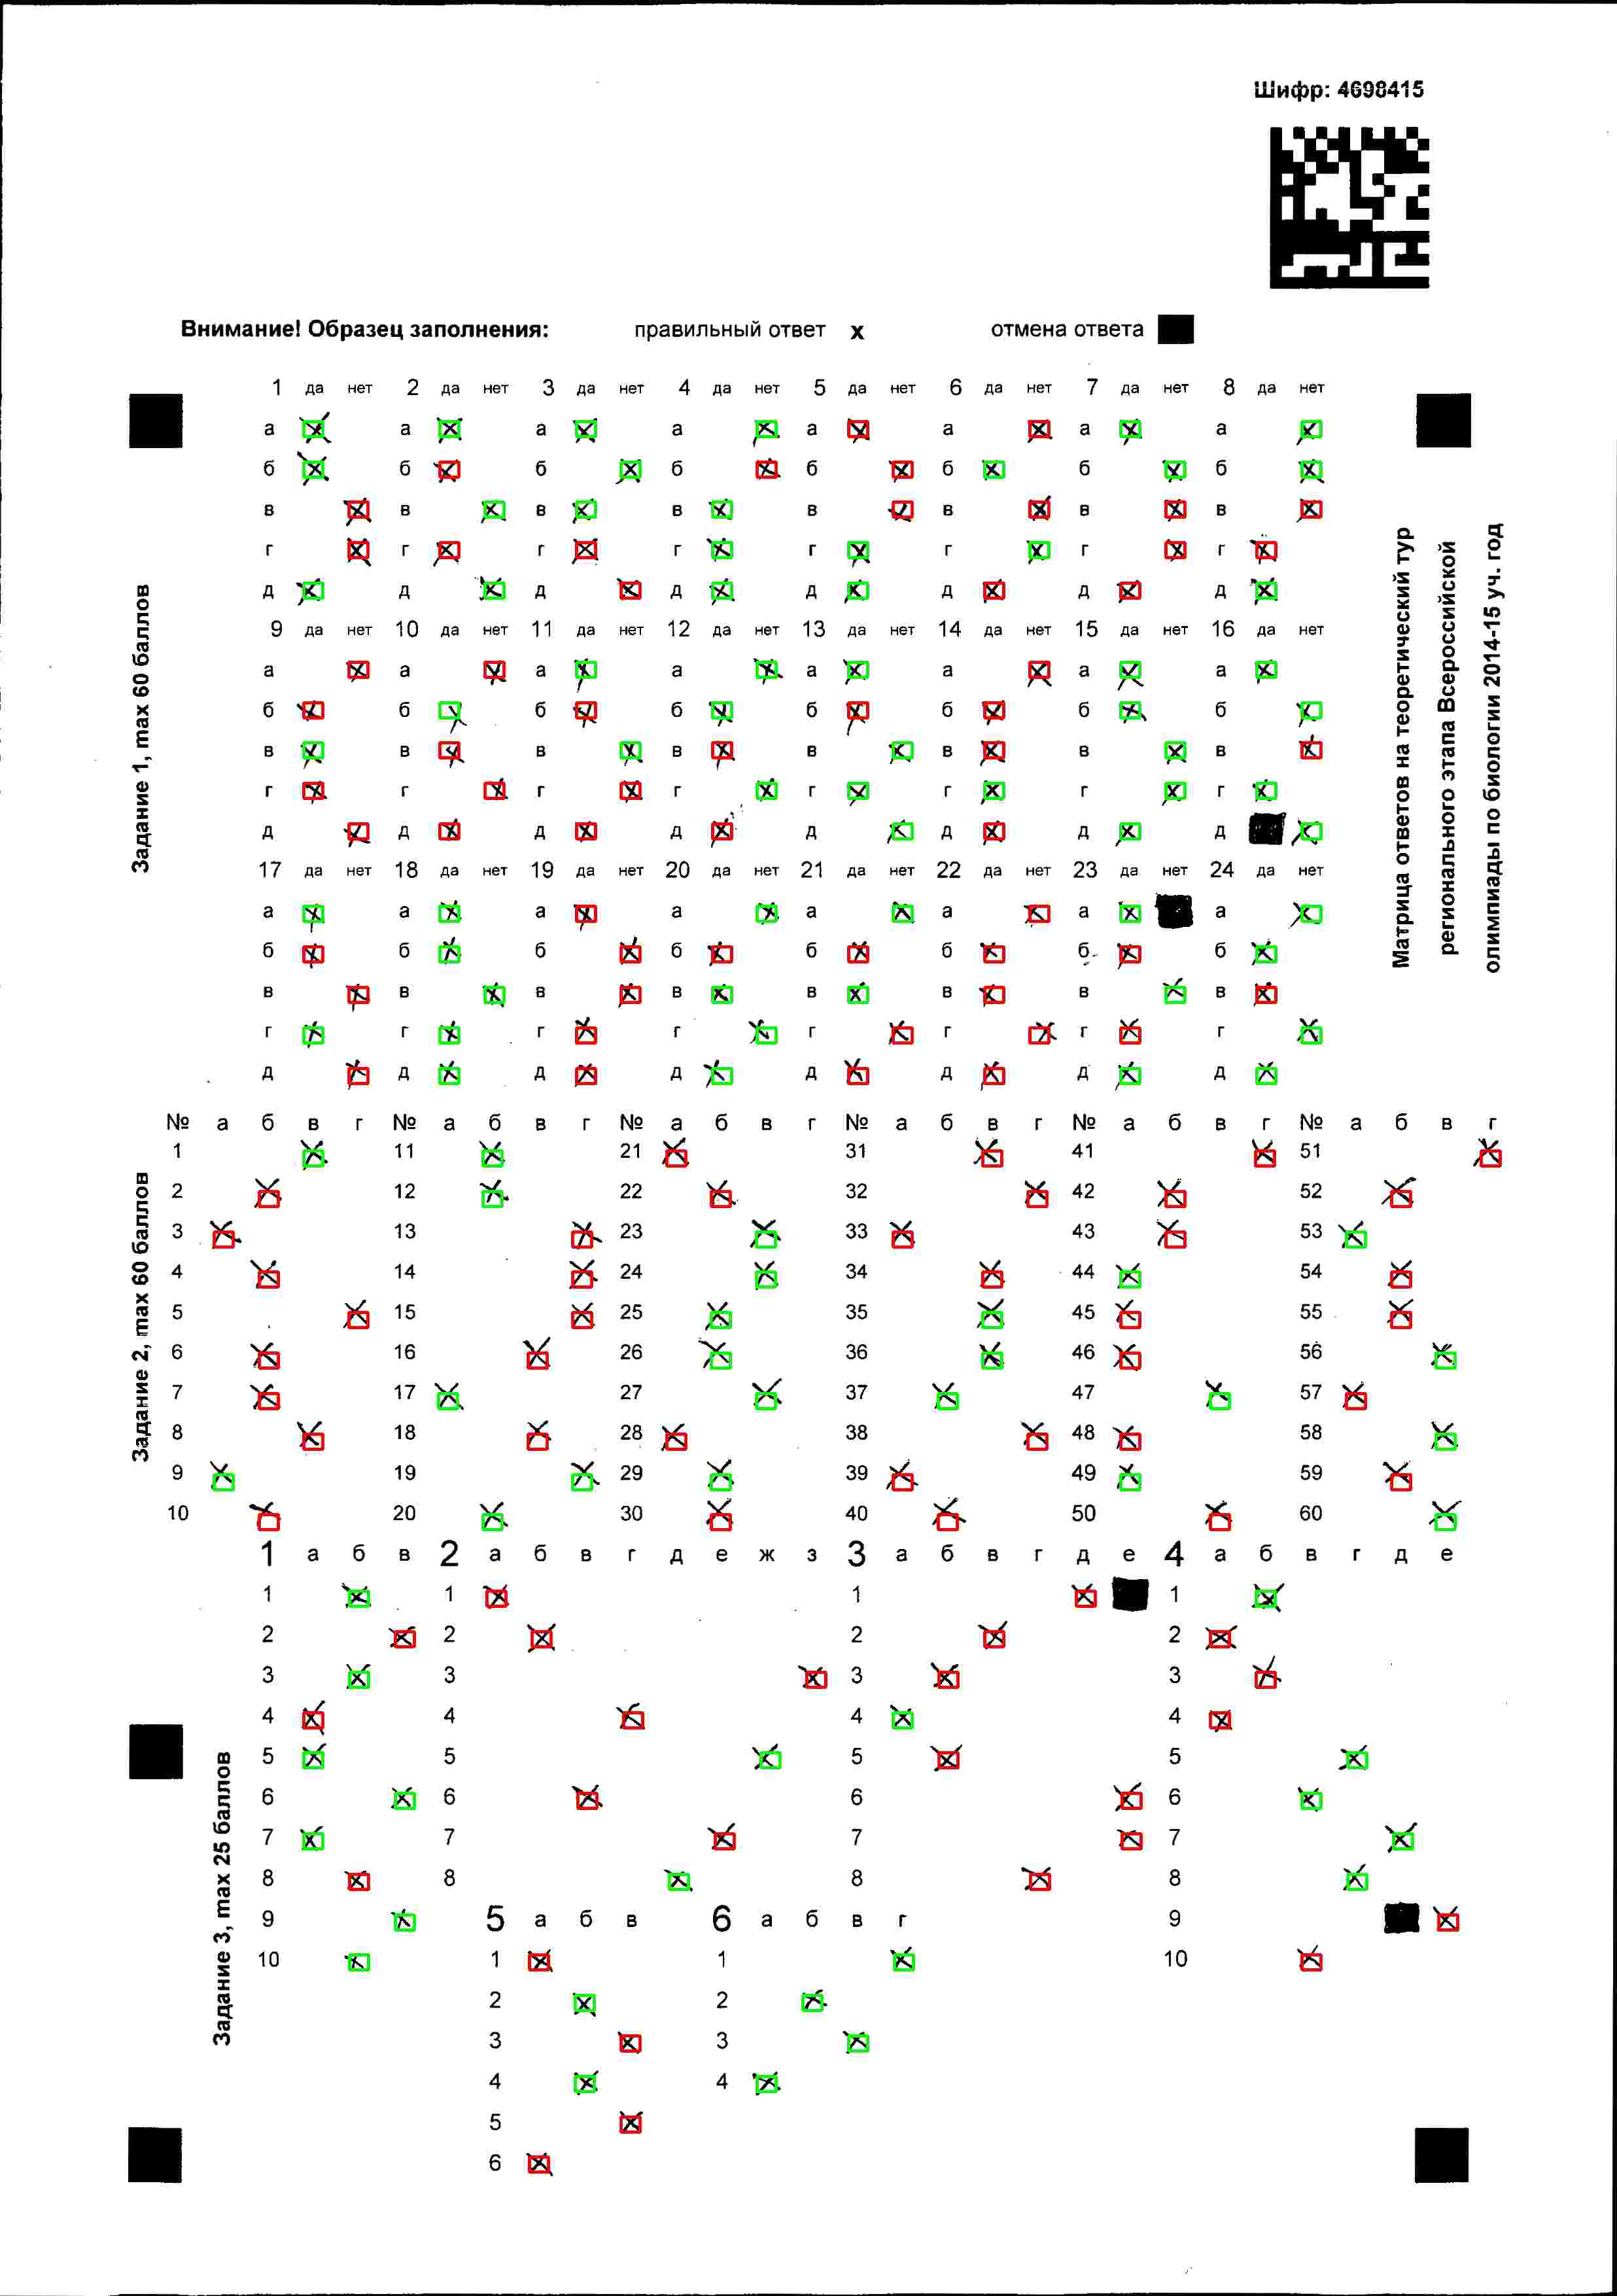 Шифр: 4698415
Внимание! Образец заполнения: правильный ответ х отмена ответа
1 да нет 2 да нет 3 да нет 4 да нет 5 да нет 6 да нет 7 да нет 8 да нет
а а а а а а а а
б б б б б б б б
в в в в в в в в
г г г г г г г г
д д д д д д д д
9 да нет 10 да нет 11 да нет 12 да нет 13 да нет 14 да нет 15 да нет 16 да нет
а а а а а а а а
б б б б б б б б
в в в в в в в в
г г г г г г г г
д д д д д д д д
17 да нет 18 да нет 19 да нет 20 да нет 21 да нет 22 да нет 23 да нет 24 да нет
а а а а а а а а
б б б б б б б б
в в в в в в в в
г г г г г г г г
д д д д д д д д
Задание 1, max 60 баллов
Матрица ответов на теоретический тур
регионального этапа Всероссийской
олимпиады по биологии 2014-15 уч. год
№ а б в г № а б в г № а б в г № а б в г № а б в г № а б в г
1 11 21 31 41 51
2 12 22 32 42 52
3 13 23 33 43 53
4 14 24 34 44 54
5 15 25 35 45 55
6 16 26 36 46 56
7 17 27 37 47 57
8 18 28 38 48 58
9 19 29 39 49 59
10 20 30 40 50 60
Задание 2, max 60 баллов
1 а б в 2 а б в г д е ж з 3 а б в г д е 4 а б в г д е
1 1 1 1
2 2 2 2
3 3 3 3
4 4 4 4
5 5 5 5
6 6 6 6
7 7 7 7
8 8 8 8
9 5 а б в 6 а б в г 9
10 1 1 10
2 2
3 3
4 4
5
6
Задание 3, max 25 баллов